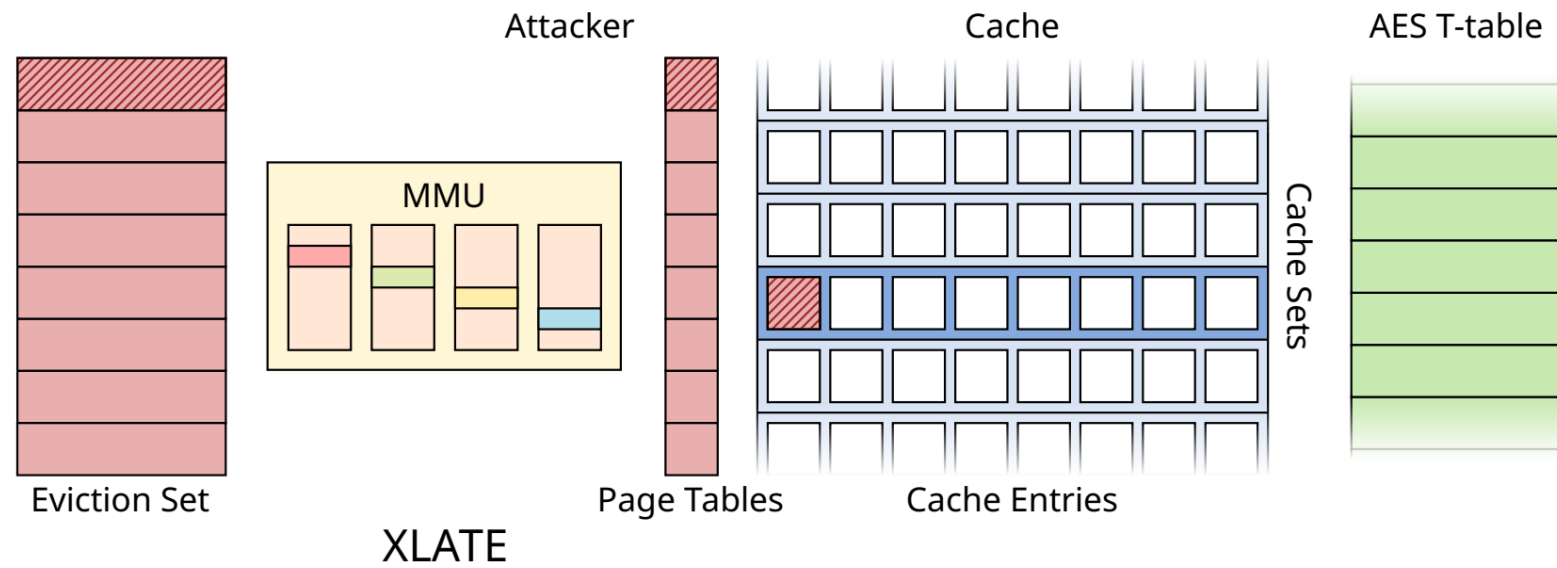 Attacker
Cache
AES T-table
MMU
Cache Sets
Eviction Set
Page Tables
Cache Entries
XLATE